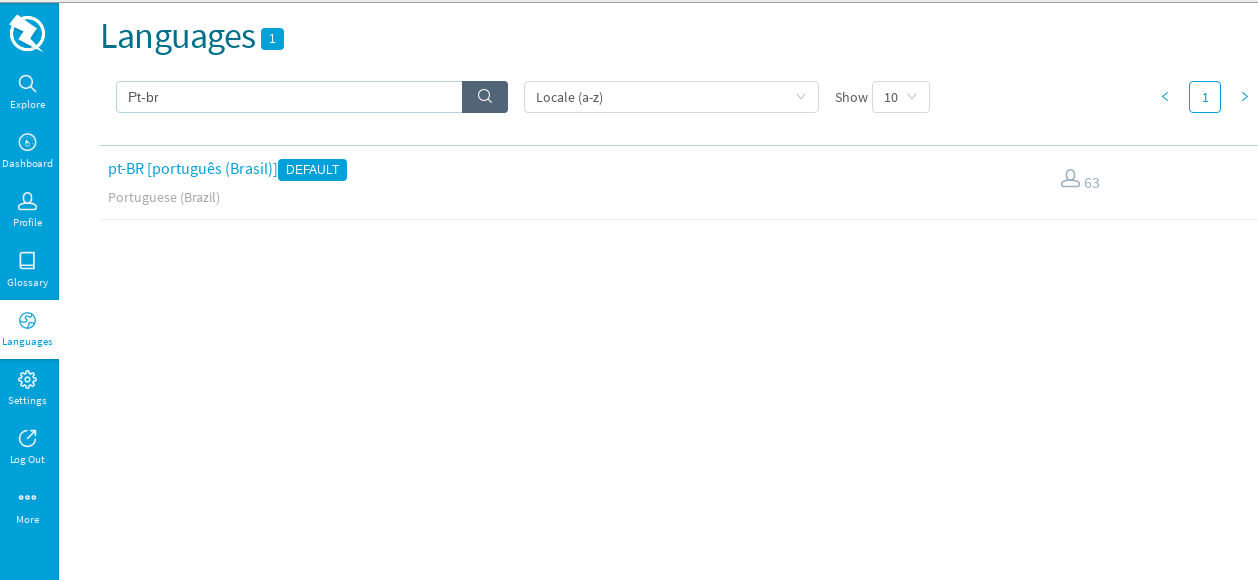 Languages 1
Pt-br
Locale (a-z)
Show 10
1
pt-BR [português (Brasil)] DEFAULT
Portuguese (Brazil)
63
Explore
Dashboard
Profile
Glossary
Languages
Settings
Log Out
More